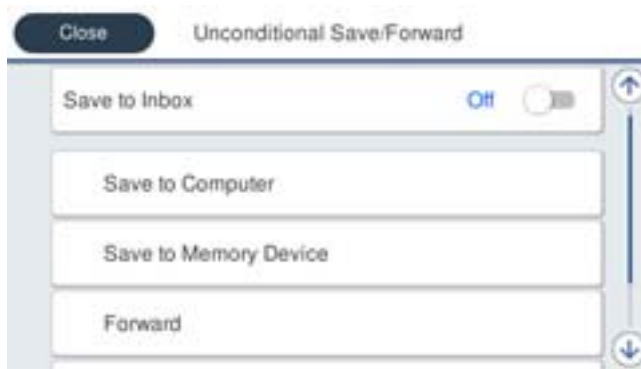 Close
Unconditional Save/Forward
Save to Inbox
Off
Save to Computer
Save to Memory Device
Forward